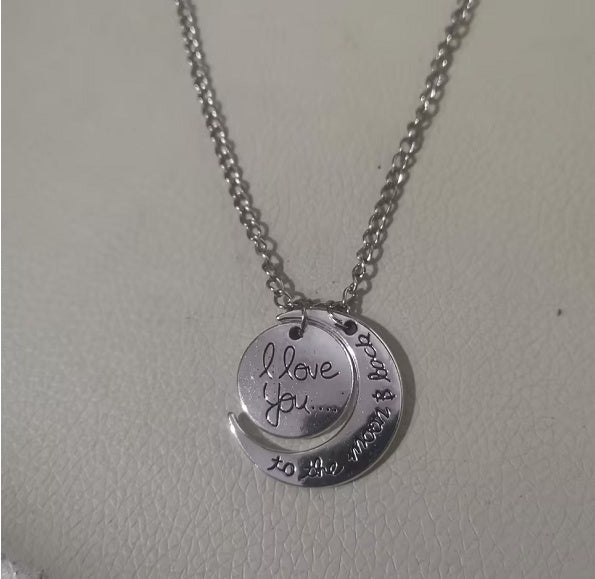 I love
you....
to the moon & back